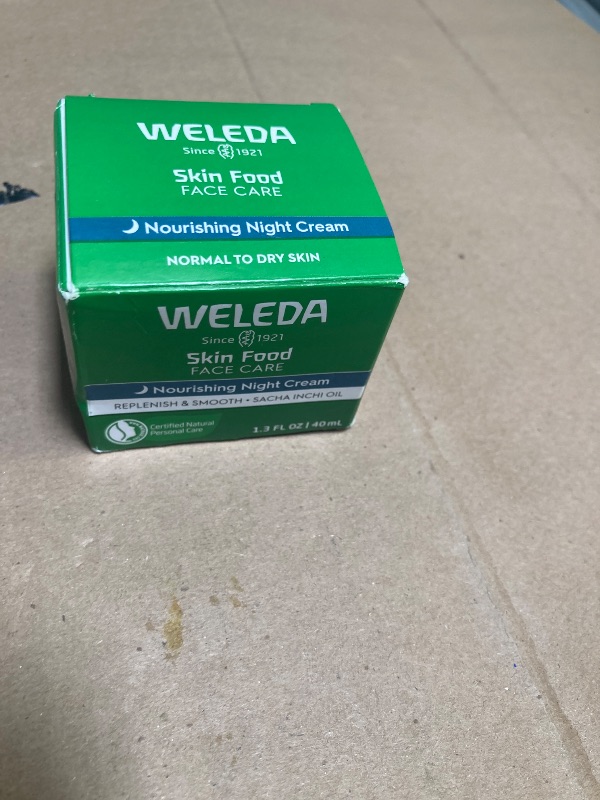 WELEDA
Since 1921
Skin Food
FACE CARE
Nourishing Night Cream
NORMAL TO DRY SKIN
WELEDA
Since 1921
Skin Food
FACE CARE
Nourishing Night Cream
REPLENISH & SMOOTH • SACHA INCHI OIL
Certified Natural
Personal Care
1.3 FL OZ | 40 mL